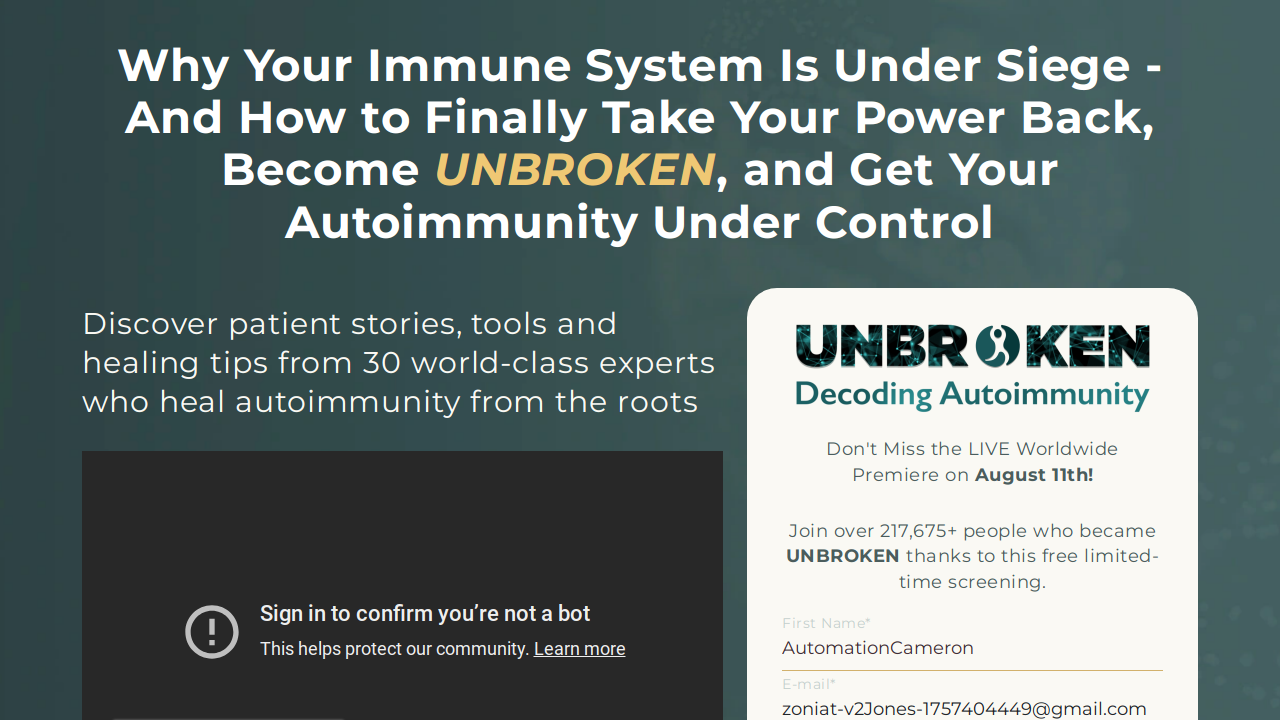 Why Your Immune System Is Under Siege -
And How to Finally Take Your Power Back,
Become UNBROKEN, and Get Your
Autoimmunity Under Control
Discover patient stories, tools and
healing tips from 30 world-class experts
who heal autoimmunity from the roots
Sign in to confirm you’re not a bot
This helps protect our community. Learn more
UNBROKEN
Decoding Autoimmunity
Don't Miss the LIVE Worldwide
Premiere on August 11th!
Join over 217,675+ people who became
UNBROKEN thanks to this free limited-
time screening.
First Name*
AutomationCameron
E-mail*
zoniat-v2Jones-1757404449@gmail.com